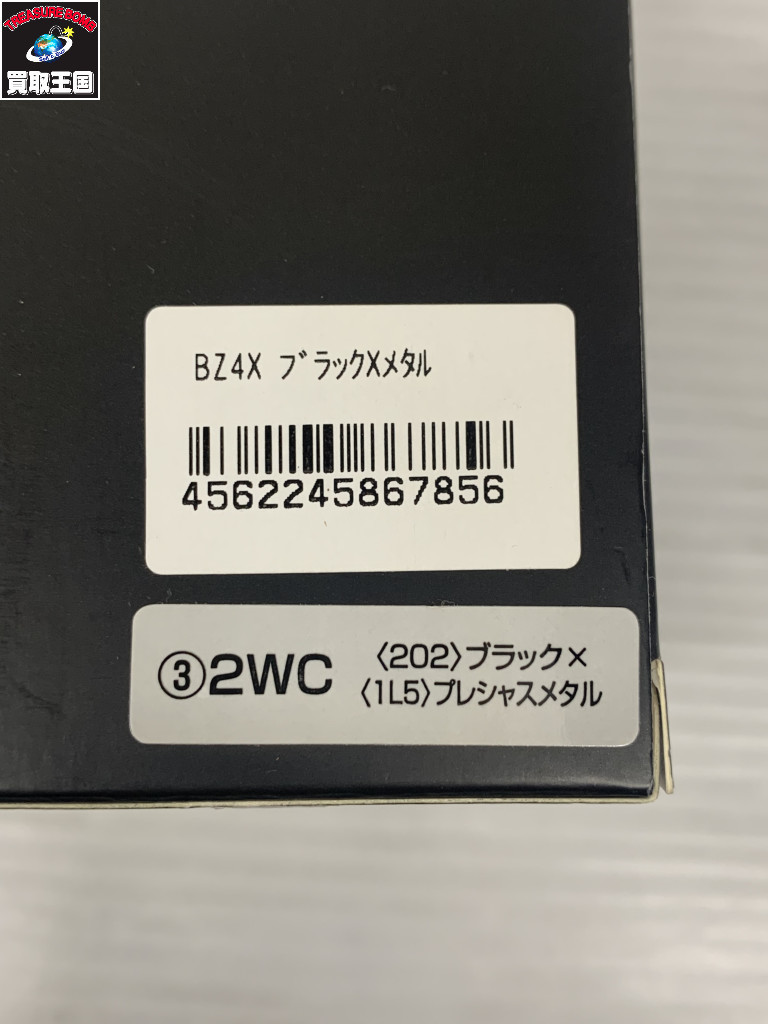 TREASURE BOMB
買取王国
BZ4X ﾌﾞﾗｯｸXﾒﾀﾙ
4562245867856
③2WC
〈202〉ブラック×
〈1L5〉プレシャスメタル